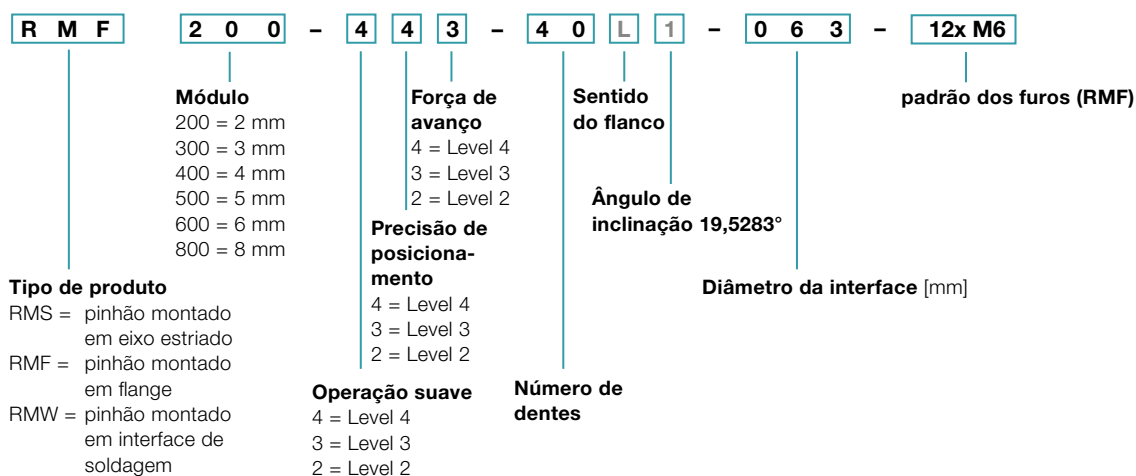 R M F 2 0 0 – 4 4 3 – 4 0 L 1 – 0 6 3 – 12x M6
Módulo
200 = 2 mm
300 = 3 mm
400 = 4 mm
500 = 5 mm
600 = 6 mm
800 = 8 mm
Força de
avanço
4 = Level 4
3 = Level 3
2 = Level 2
Sentido
do flanco
padrão dos furos (RMF)
Ângulo de
inclinação 19,5283°
Precisão de
posiciona-
mento
4 = Level 4
3 = Level 3
2 = Level 2
Tipo de produto
RMS = pinhão montado
em eixo estriado
RMF = pinhão montado
em flange
RMW = pinhão montado
em interface de
soldagem
Diâmetro da interface [mm]
Operação suave
4 = Level 4
3 = Level 3
2 = Level 2
Número de
dentes